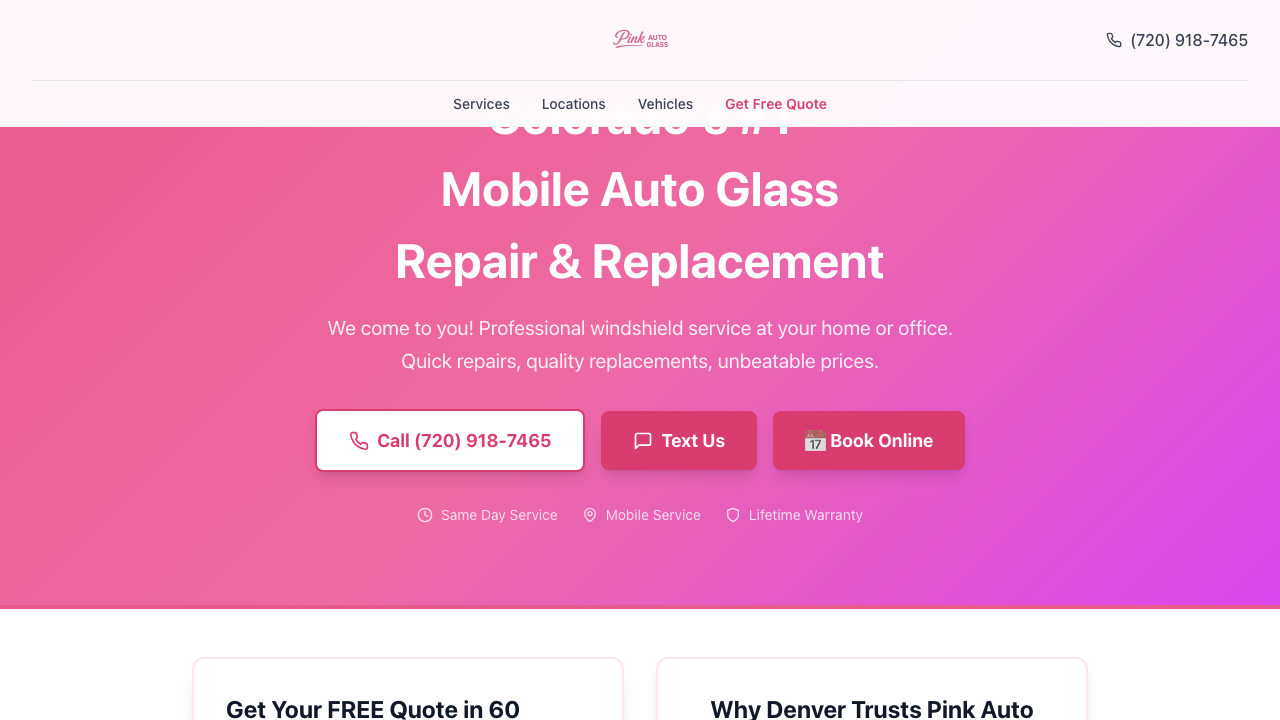 Pink AUTO GLASS
(720) 918-7465
Services Locations Vehicles Get Free Quote
Colorado's #1
Mobile Auto Glass
Repair & Replacement
We come to you! Professional windshield service at your home or office.
Quick repairs, quality replacements, unbeatable prices.
Call (720) 918-7465 Text Us 17 Book Online
Same Day Service Mobile Service Lifetime Warranty
Get Your FREE Quote in 60 Why Denver Trusts Pink Auto